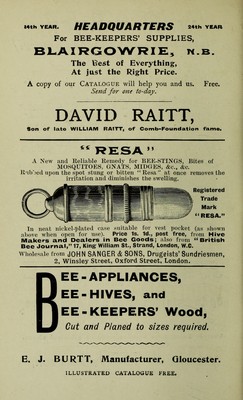 24th YEAR. HEADQUARTERS 24th YEAR.
For BEE-KEEPERS' SUPPLIES,
BLAIRGOWRIE, N.B.
The Best of Everything,
At just the Right Price.
A copy of our CATALOGUE will help you and us. Free.
Send for one to-day.
DAVID RAITT,
Son of late WILLIAM RAITT, of Comb-Foundation fame.
"RESA"
A New and Reliable Remedy for BEE-STINGS, Bites of
MOSQUITOES, GNATS, MIDGES, &c., &c.
Rubbed upon the spot stung or bitten "Resa" at once removes the
irritation and diminishes the swelling.
Registered
Trade
Mark
"RESA."
In neat nickel-plated case suitable for vest pocket (as shown
above when open for use). Price 1s. 1d., post free, from Hive
Makers and Dealers in Bee Goods; also from "British
Bee Journal," 17, King William St., Strand, London, W.C.
Wholesale from JOHN SANGER & SONS, Druggists' Sundriesmen,
2, Winsley Street, Oxford Street, London.
BEE-APPLIANCES,
BEE-HIVES, and
BEE-KEEPERS' Wood,
Cut and Planed to sizes required.
E. J. BURTT, Manufacturer, Gloucester.
ILLUSTRATED CATALOGUE FREE.